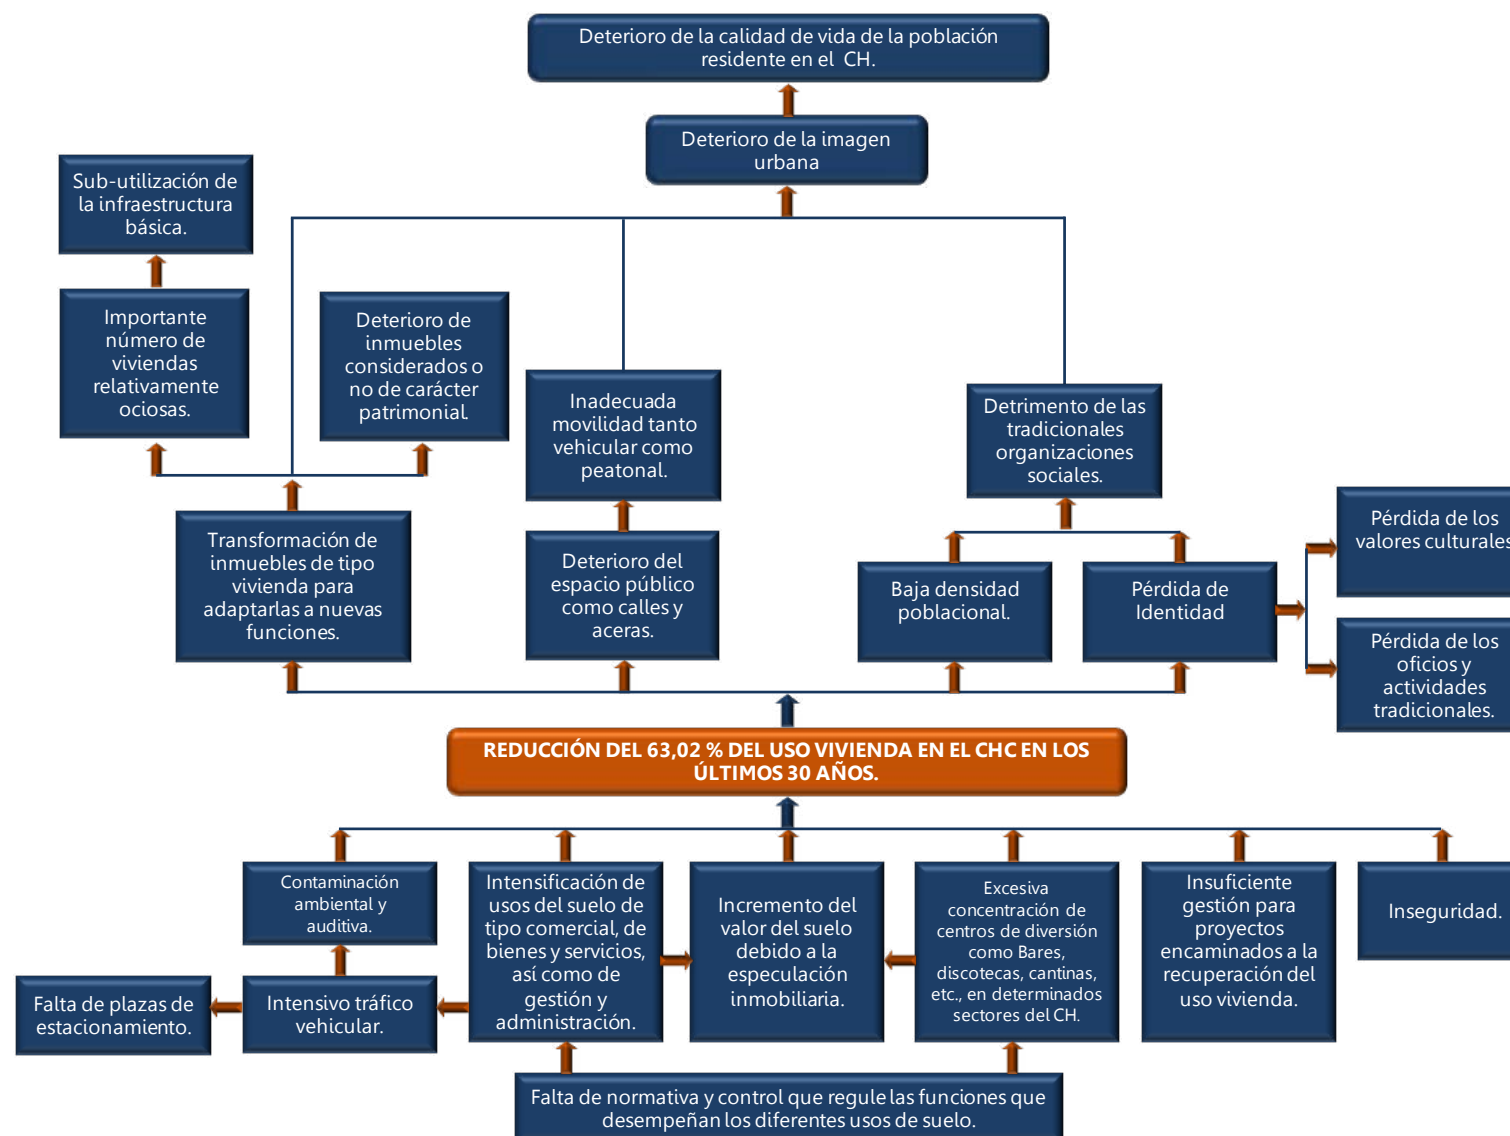 Deterioro de la calidad de vida de la población
residente en el CH.
Deterioro de la imagen
urbana
Sub-utilización de
la infraestructura
básica.
Importante
número de
viviendas
relativamente
ociosas.
Deterioro de
inmuebles
considerados o
no de carácter
patrimonial.
Inadecuada
movilidad tanto
vehicular como
peatonal.
Detrimento de las
tradicionales
organizaciones
sociales.
Transformación de
inmuebles de tipo
vivienda para
adaptarlas a nuevas
funciones.
Deterioro del
espacio público
como calles y
aceras.
Baja densidad
poblacional.
Pérdida de
Identidad
Pérdida de los
valores culturales
Pérdida de los
oficios y
actividades
tradicionales.
REDUCCIÓN DEL 63,02 % DEL USO VIVIENDA EN EL CHC EN LOS
ÚLTIMOS 30 AÑOS.
Contaminación
ambiental y
auditiva.
Intensificación de
usos del suelo de
tipo comercial, de
bienes y servicios,
así como de
gestión y
administración.
Incremento del
valor del suelo
debido a la
especulación
inmobiliaria.
Excesiva
concentración de
centros de diversión
como Bares,
discotecas, cantinas,
etc., en determinados
sectores del CH.
Insuficiente
gestión para
proyectos
encaminados a la
recuperación del
uso vivienda.
Inseguridad.
Falta de plazas de
estacionamiento.
Intensivo tráfico
vehicular.
Falta de normativa y control que regule las funciones que
desempeñan los diferentes usos de suelo.